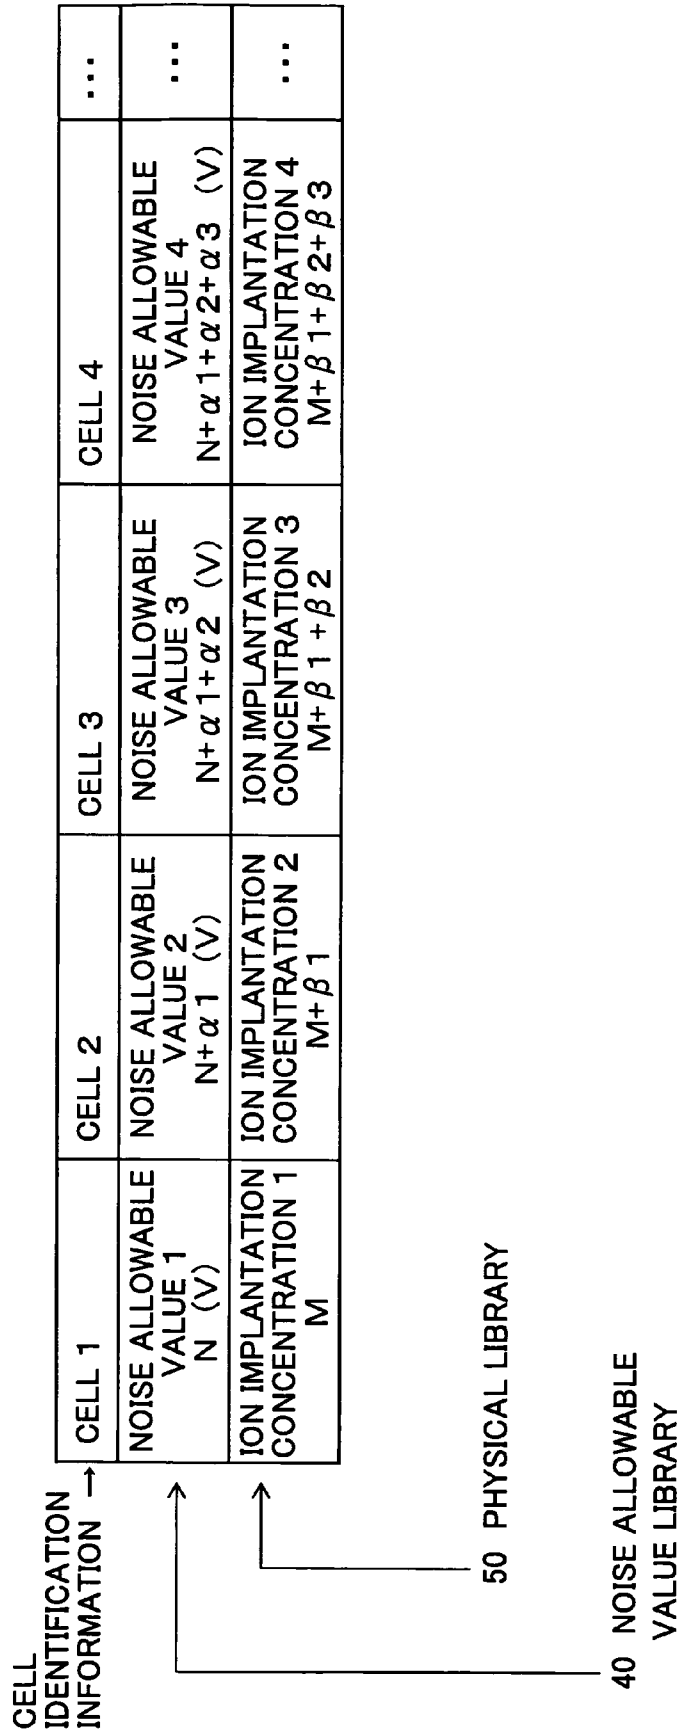 CELL
IDENTIFICATION
INFORMATION →
CELL 1
CELL 2
CELL 3
CELL 4
...
NOISE ALLOWABLE
VALUE 1
N (V)
NOISE ALLOWABLE
VALUE 2
N+α1 (V)
NOISE ALLOWABLE
VALUE 3
N+α1+α2 (V)
NOISE ALLOWABLE
VALUE 4
N+α1+α2+α3 (V)
...
ION IMPLANTATION
CONCENTRATION 1
M
ION IMPLANTATION
CONCENTRATION 2
M+β1
ION IMPLANTATION
CONCENTRATION 3
M+β1+β2
ION IMPLANTATION
CONCENTRATION 4
M+β1+β2+β3
...
50 PHYSICAL LIBRARY
40 NOISE ALLOWABLE
VALUE LIBRARY